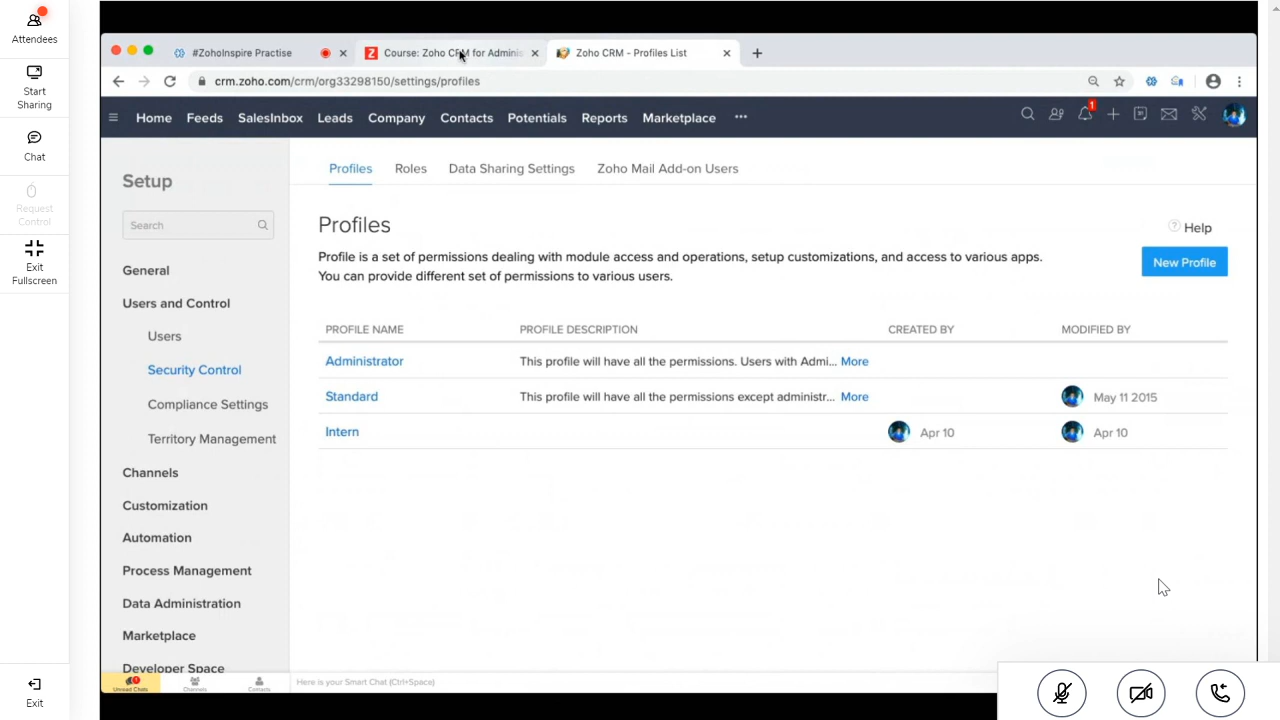 Attendees
Start
Sharing
Chat
Request
Control
Exit
Fullscreen
Exit
#ZohoInspire Practise
Course: Zoho CRM for Adminis
Zoho CRM - Profiles List
crm.zoho.com/crm/org33298150/settings/profiles
Home Feeds SalesInbox Leads Company Contacts Potentials Reports Marketplace
1
Setup
Search
General
Users and Control
Users
Security Control
Compliance Settings
Territory Management
Channels
Customization
Automation
Process Management
Data Administration
Marketplace
Developer Space
Profiles Roles Data Sharing Settings Zoho Mail Add-on Users
Profiles
? Help
Profile is a set of permissions dealing with module access and operations, setup customizations, and access to various apps.
You can provide different set of permissions to various users.
New Profile
PROFILE NAME PROFILE DESCRIPTION CREATED BY MODIFIED BY
Administrator This profile will have all the permissions. Users with Admi... More
Standard This profile will have all the permissions except administr... More May 11 2015
Intern Apr 10 Apr 10
Unread Chats Channels Contacts Here is your Smart Chat (Ctrl+Space)